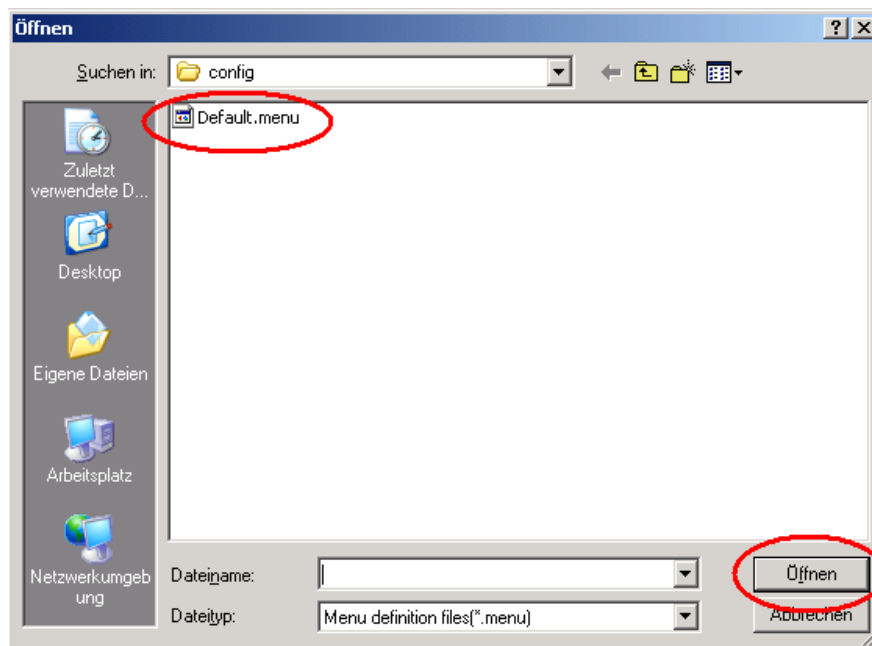 Öffnen
Suchen in: config
Default.menu
Zuletzt
verwendete D...
Desktop
Eigene Dateien
Arbeitsplatz
Netzwerkumgeb
ung
Dateiname:
Öffnen
Dateityp: Menu definition files(*.menu)
Abbrechen